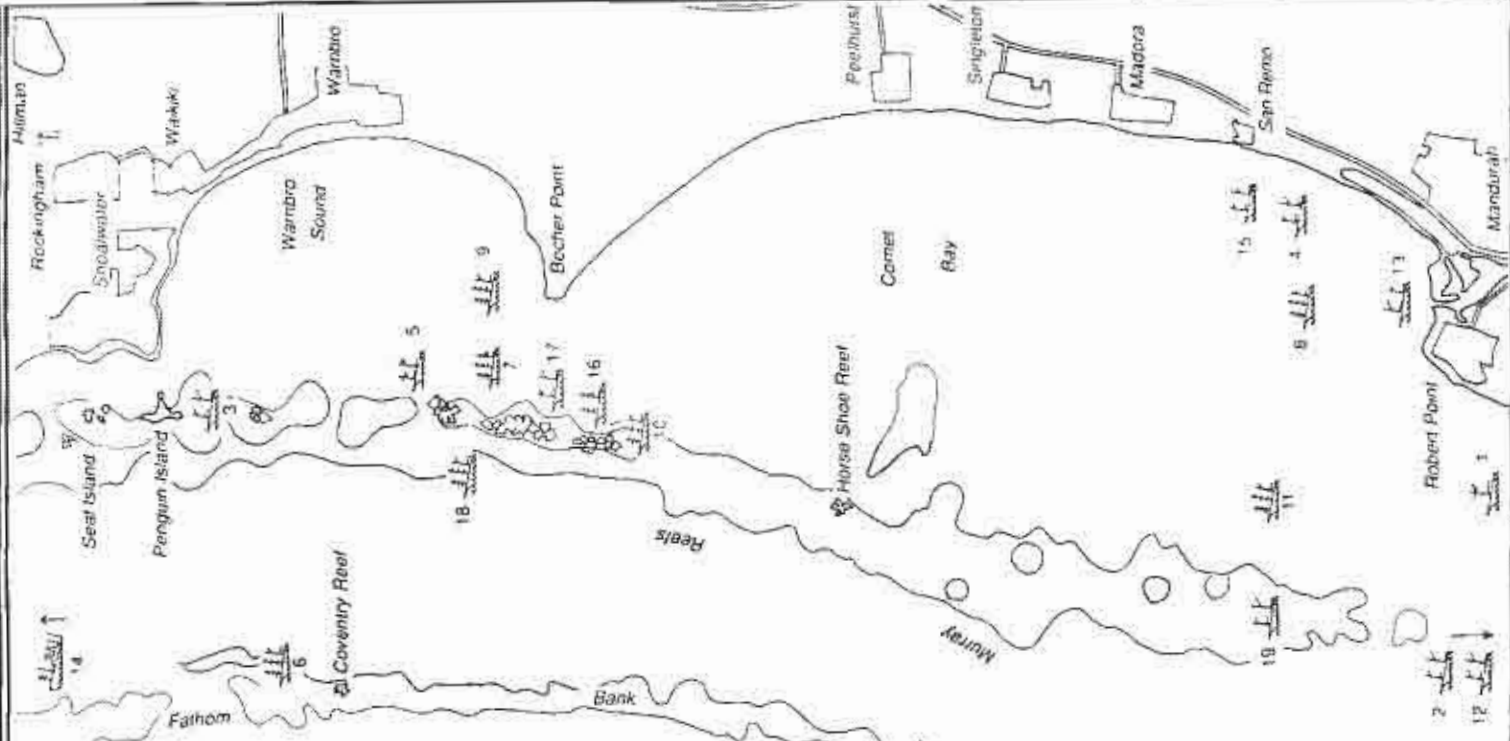 Hillman
Rockingham
Shoalwater
Waikiki
Warnbro
Warnbro
Sound
Seal Island
Penguin Island
Becher Point
Peelhurst
Singleton
Madora
San Remo
Mandurah
Comet
Bay
Horse Shoe Reef
Robert Point
Coventry Reef
Murray
Reefs
Fathom
Bank
1
2
3
4
5
6
7
8
9
10
11
12
13
14
15
16
17
18
19